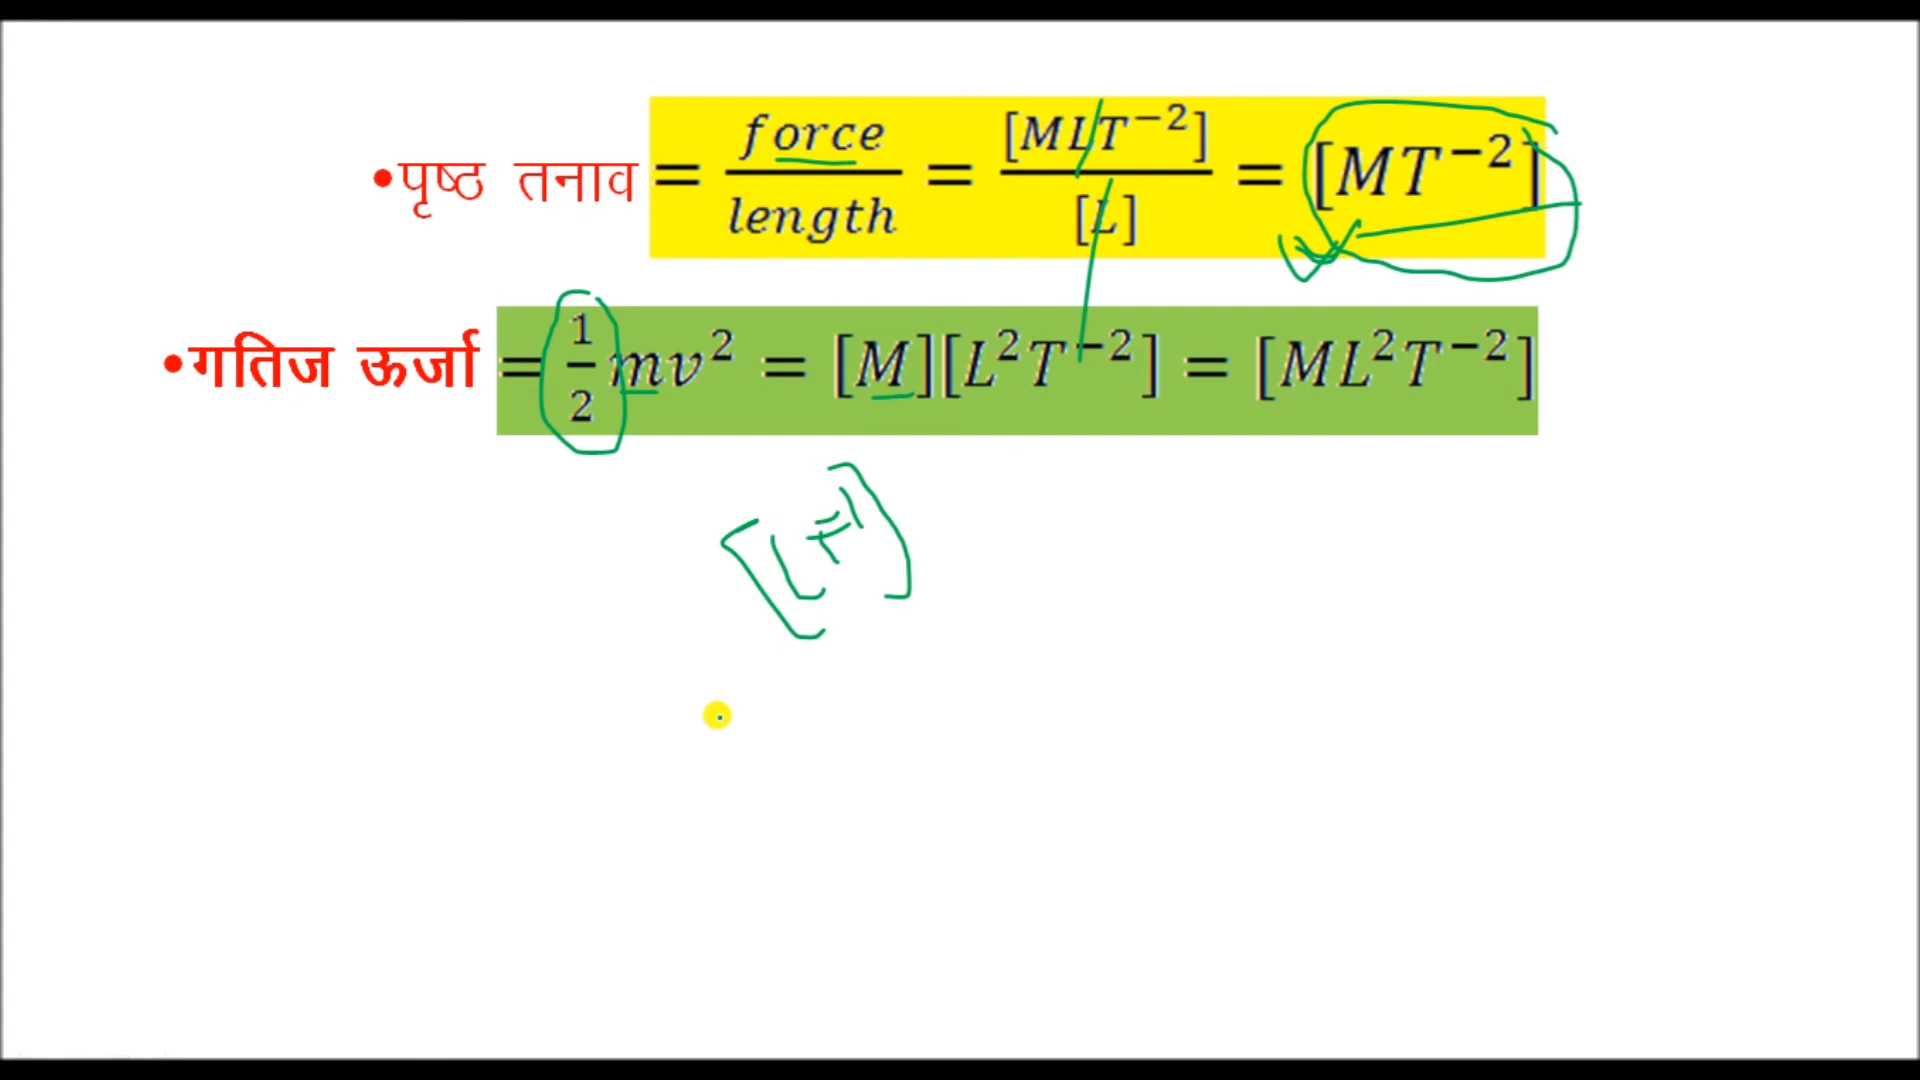 •पृष्ठ तनाव = force/length = [MLT⁻²]/[L] = [MT⁻²]
•गतिज ऊर्जा = 1/2 mv² = [M][L²T⁻²] = [ML²T⁻²]